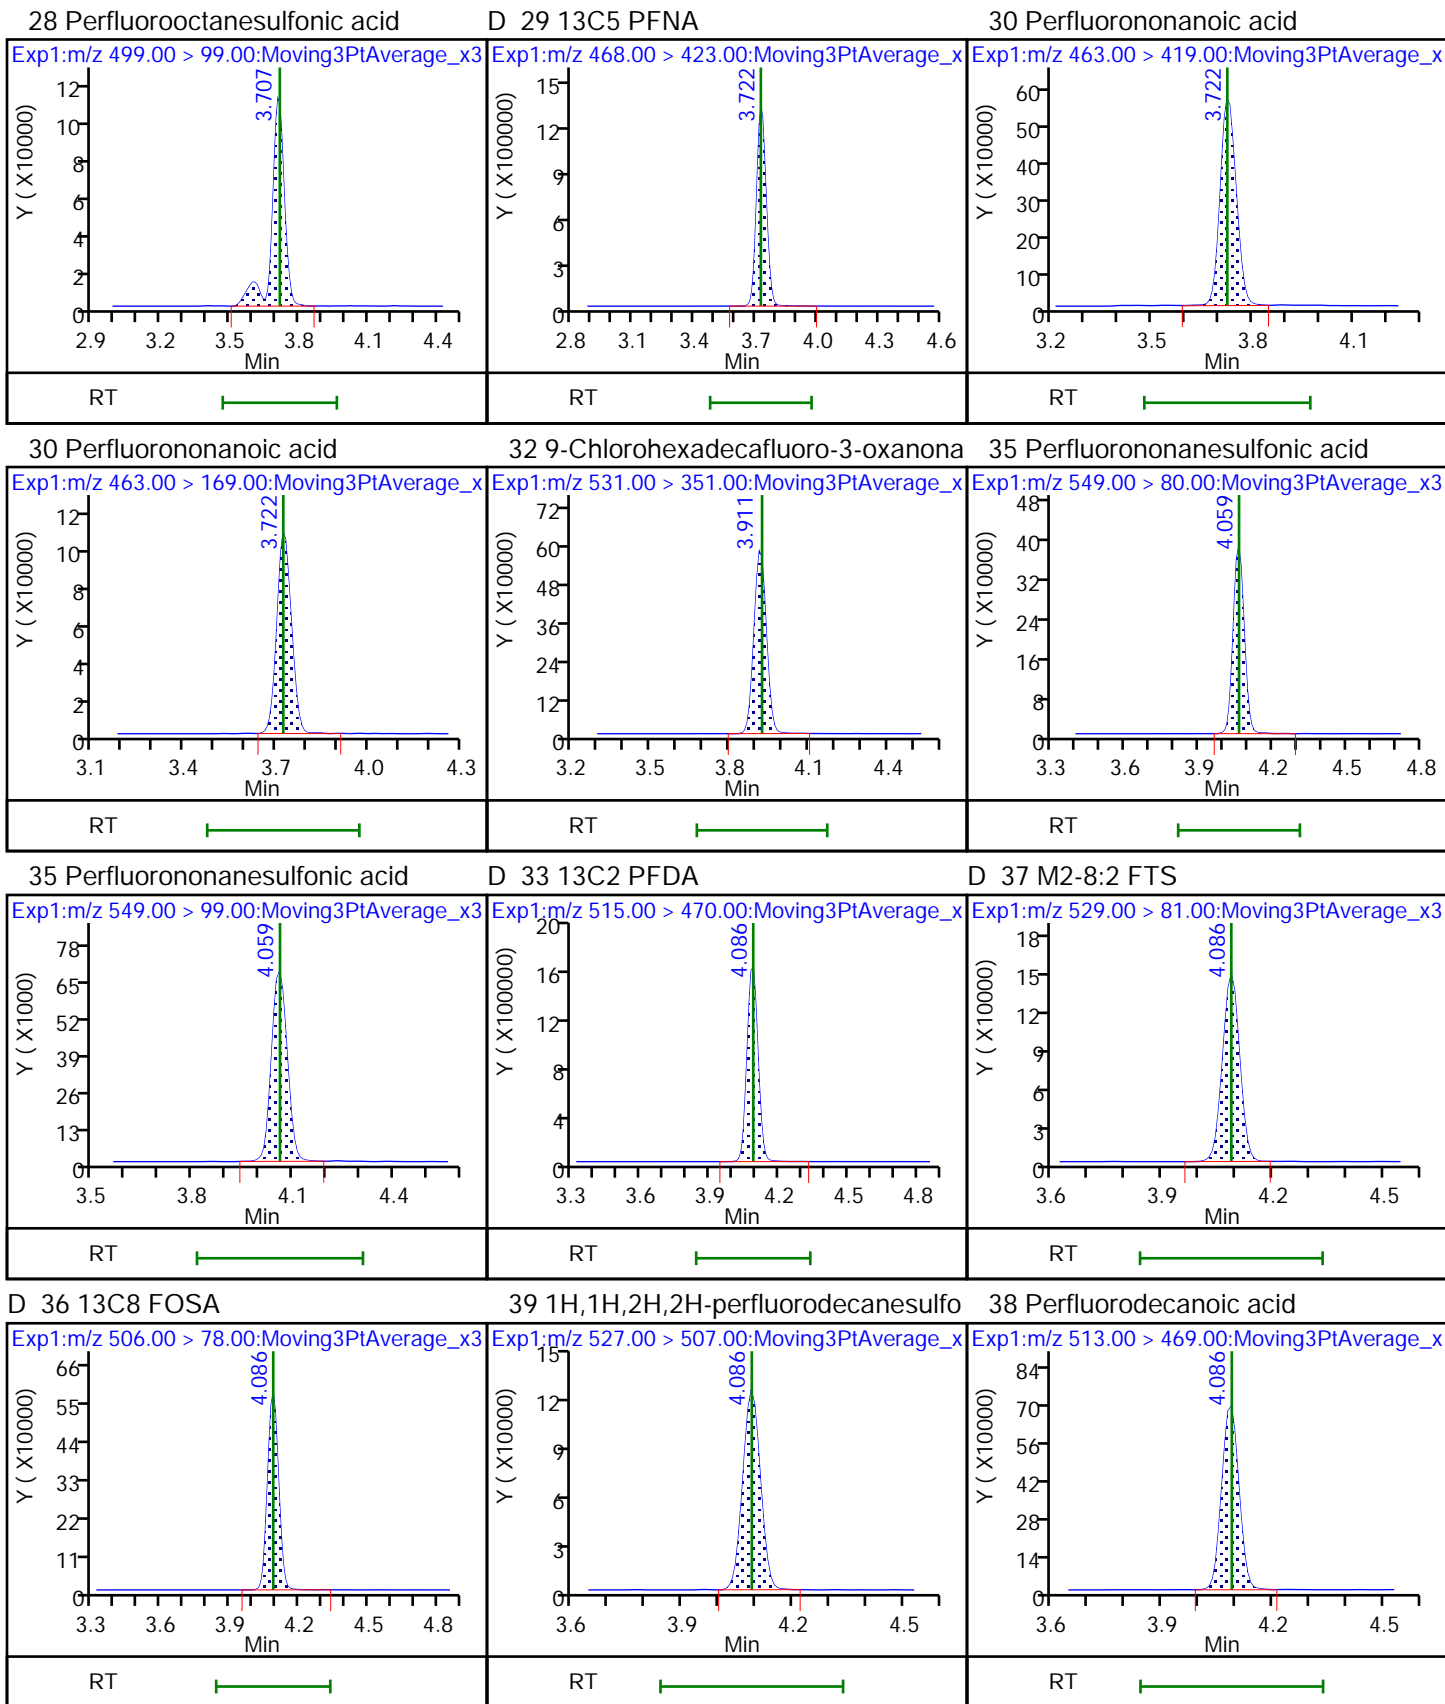 28 Perfluorooctanesulfonic acid
Exp1:m/z 499.00 > 99.00:Moving3PtAverage_x3
3.707
Y ( X10000)
12
10
8
6
4
2
0
2.9 3.2 3.5 3.8 4.1 4.4
Min
RT
D 29 13C5 PFNA
Exp1:m/z 468.00 > 423.00:Moving3PtAverage_x
3.722
Y ( X100000)
15
12
9
6
3
0
2.8 3.1 3.4 3.7 4.0 4.3 4.6
Min
RT
30 Perfluorononanoic acid
Exp1:m/z 463.00 > 419.00:Moving3PtAverage_x
3.722
Y ( X10000)
60
50
40
30
20
10
0
3.2 3.5 3.8 4.1
Min
RT
30 Perfluorononanoic acid
Exp1:m/z 463.00 > 169.00:Moving3PtAverage_x
3.722
Y ( X10000)
12
10
8
6
4
2
0
3.1 3.4 3.7 4.0 4.3
Min
RT
32 9-Chlorohexadecafluoro-3-oxanona
Exp1:m/z 531.00 > 351.00:Moving3PtAverage_x
3.911
Y ( X10000)
72
60
48
36
24
12
0
3.2 3.5 3.8 4.1 4.4
Min
RT
35 Perfluorononanesulfonic acid
Exp1:m/z 549.00 > 80.00:Moving3PtAverage_x3
4.059
Y ( X10000)
48
40
32
24
16
8
0
3.3 3.6 3.9 4.2 4.5 4.8
Min
RT
35 Perfluorononanesulfonic acid
Exp1:m/z 549.00 > 99.00:Moving3PtAverage_x3
4.059
Y ( X1000)
78
65
52
39
26
13
0
3.5 3.8 4.1 4.4
Min
RT
D 33 13C2 PFDA
Exp1:m/z 515.00 > 470.00:Moving3PtAverage_x
4.086
Y ( X100000)
20
16
12
8
4
0
3.3 3.6 3.9 4.2 4.5 4.8
Min
RT
D 37 M2-8:2 FTS
Exp1:m/z 529.00 > 81.00:Moving3PtAverage_x3
4.086
Y ( X10000)
18
15
12
9
6
3
0
3.6 3.9 4.2 4.5
Min
RT
D 36 13C8 FOSA
Exp1:m/z 506.00 > 78.00:Moving3PtAverage_x3
4.086
Y ( X10000)
66
55
44
33
22
11
0
3.3 3.6 3.9 4.2 4.5 4.8
Min
RT
39 1H,1H,2H,2H-perfluorodecanesulfo
Exp1:m/z 527.00 > 507.00:Moving3PtAverage_x
4.086
Y ( X10000)
15
12
9
6
3
0
3.6 3.9 4.2 4.5
Min
RT
38 Perfluorodecanoic acid
Exp1:m/z 513.00 > 469.00:Moving3PtAverage_x
4.086
Y ( X10000)
84
70
56
42
28
14
0
3.6 3.9 4.2 4.5
Min
RT